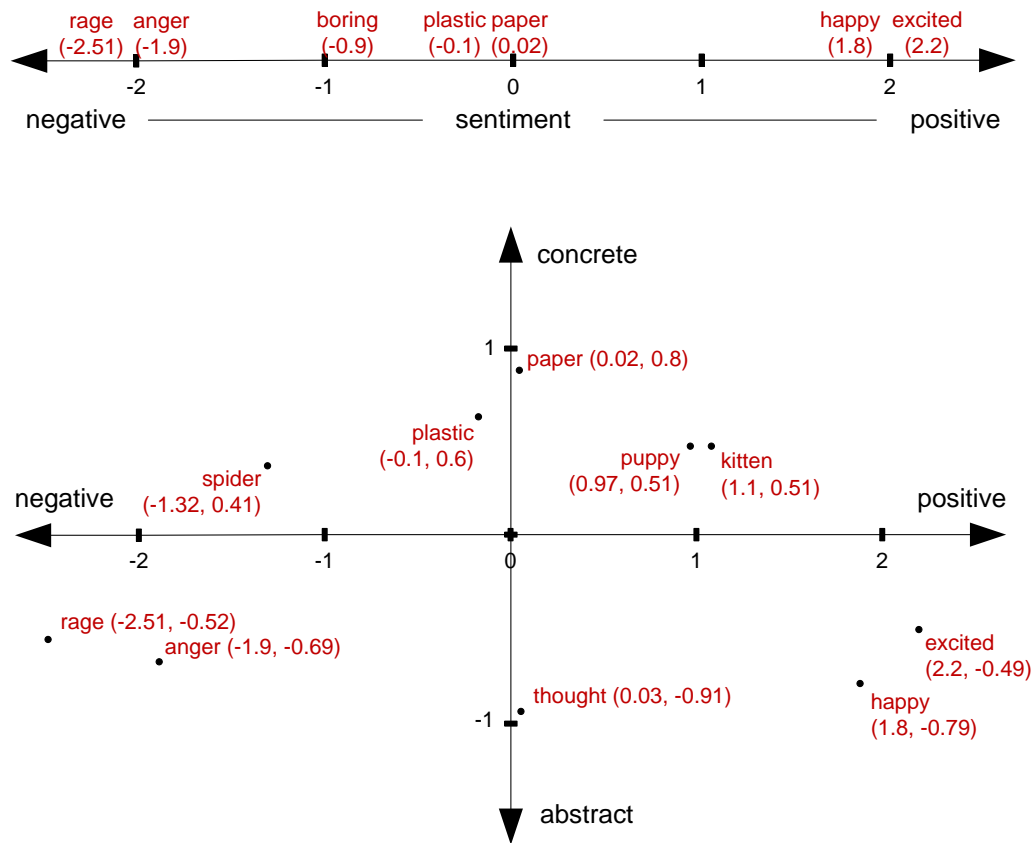 rage anger boring plastic paper happy excited
(-2.51) (-1.9) (-0.9) (-0.1) (0.02) (1.8) (2.2)
-2 -1 0 1 2
negative sentiment positive
concrete
1
paper (0.02, 0.8)
plastic
(-0.1, 0.6)
puppy
(0.97, 0.51)
kitten
(1.1, 0.51)
spider
(-1.32, 0.41)
negative positive
-2 -1 0 1 2
rage (-2.51, -0.52)
anger (-1.9, -0.69)
excited
(2.2, -0.49)
thought (0.03, -0.91)
happy
(1.8, -0.79)
-1
abstract